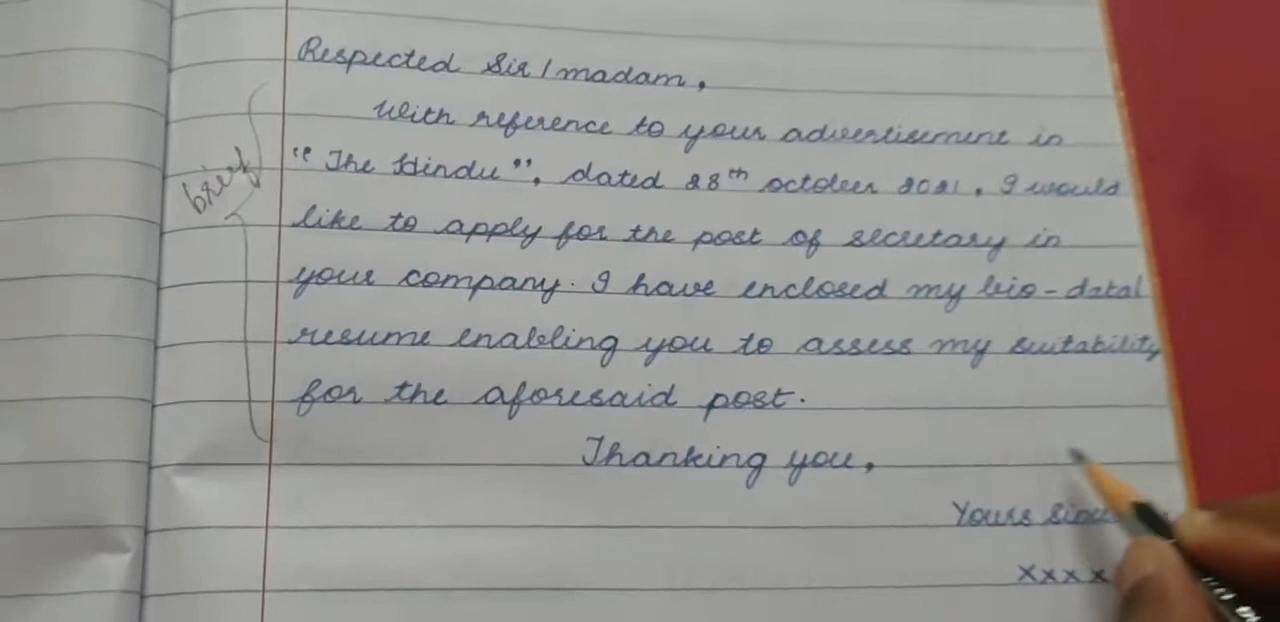 Respected Sir / madam,
With reference to your advertisement in
"The Hindu", dated 28th october 2021. I would
like to apply for the post of secretary in
your company. I have enclosed my bio-data/
resume enabling you to assess my suitability
for the aforesaid post.
Thanking you,
Yours
xxxx
brief